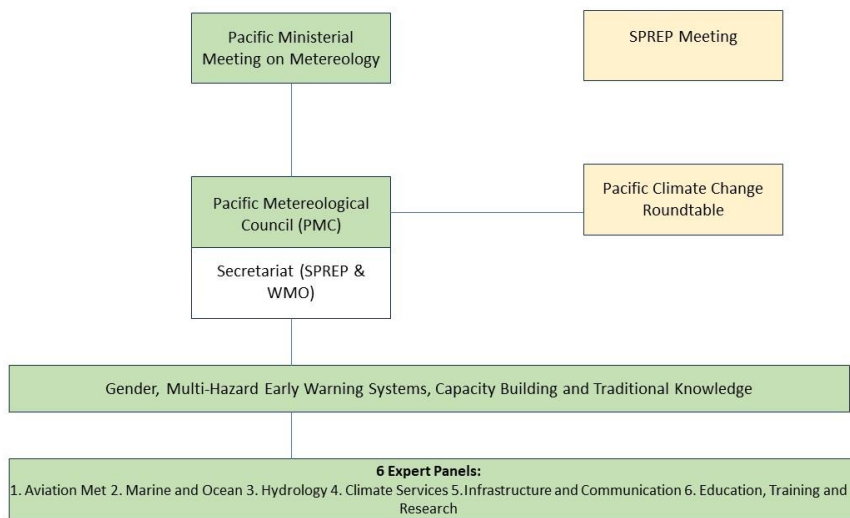 Pacific Ministerial
Meeting on Metereology
SPREP Meeting
Pacific Metereological
Council (PMC)
Pacific Climate Change
Roundtable
Secretariat (SPREP &
WMO)
Gender, Multi-Hazard Early Warning Systems, Capacity Building and Traditional Knowledge
6 Expert Panels:
1. Aviation Met 2. Marine and Ocean 3. Hydrology 4. Climate Services 5.Infrastructure and Communication 6. Education, Training and
Research